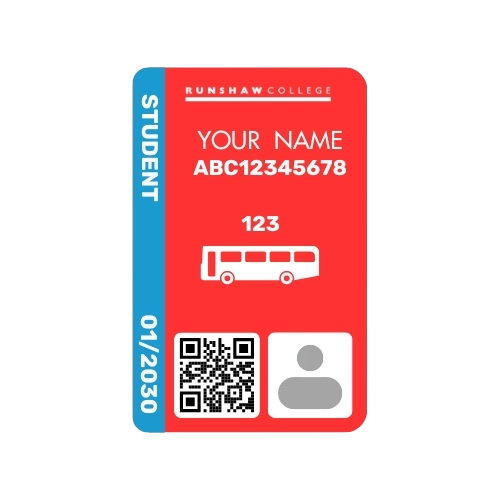 RUNSHAW COLLEGE
YOUR NAME
ABC12345678
123
STUDENT
01/2030